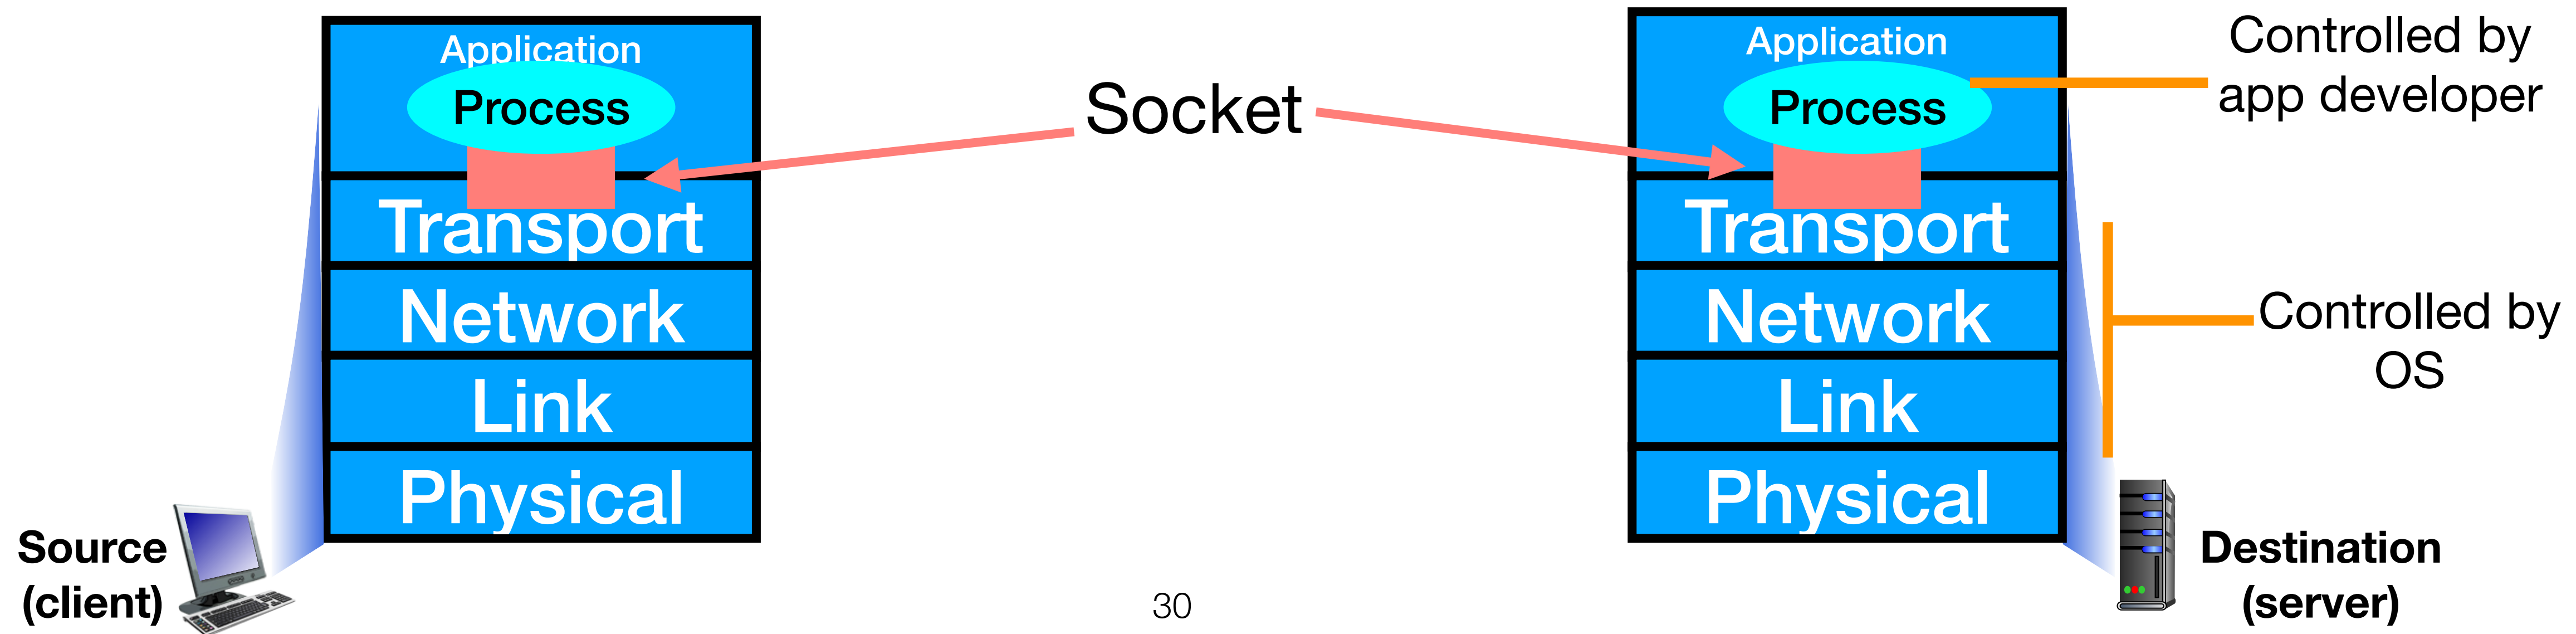 Application
Process
Transport
Network
Link
Physical
Source
(client)
Socket
30
Application
Process
Transport
Network
Link
Physical
Controlled by
app developer
Controlled by
OS
Destination
(server)